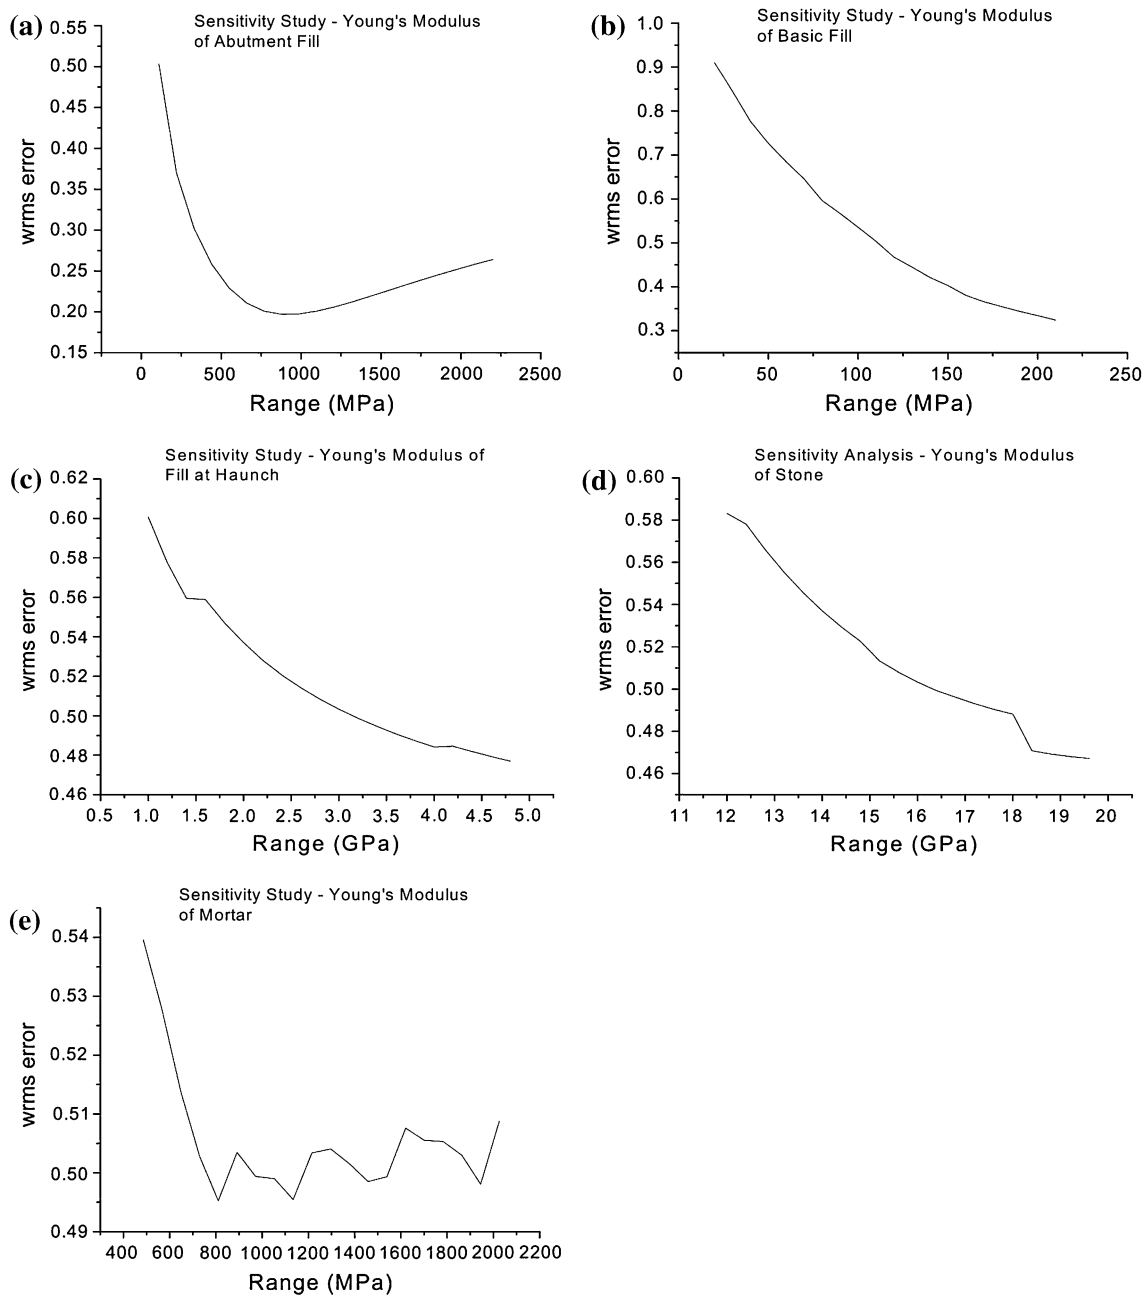 (a)
Sensitivity Study - Young's Modulus
of Abutment Fill
0.55
0.50
0.45
0.40
0.35
0.30
0.25
0.20
0.15
wrms error
0 500 1000 1500 2000 2500
Range (MPa)
(b)
Sensitivity Study - Young's Modulus
of Basic Fill
1.0
0.9
0.8
0.7
0.6
0.5
0.4
0.3
wrms error
0 50 100 150 200 250
Range (MPa)
(c)
Sensitivity Study - Young's Modulus of
Fill at Haunch
0.62
0.60
0.58
0.56
0.54
0.52
0.50
0.48
0.46
wrms error
0.5 1.0 1.5 2.0 2.5 3.0 3.5 4.0 4.5 5.0
Range (GPa)
(d)
Sensitivity Analysis - Young's Modulus
of Stone
0.60
0.58
0.56
0.54
0.52
0.50
0.48
0.46
wrms error
11 12 13 14 15 16 17 18 19 20
Range (GPa)
(e)
Sensitivity Study - Young's Modulus
of Mortar
0.54
0.53
0.52
0.51
0.50
0.49
wrms error
400 600 800 1000 1200 1400 1600 1800 2000 2200
Range (MPa)